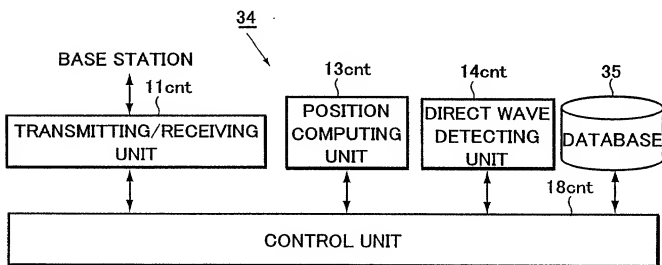 34
BASE STATION
11cnt
13cnt
14cnt
35
TRANSMITTING/RECEIVING
UNIT
POSITION
COMPUTING
UNIT
DIRECT WAVE
DETECTING
UNIT
DATABASE
18cnt
CONTROL UNIT